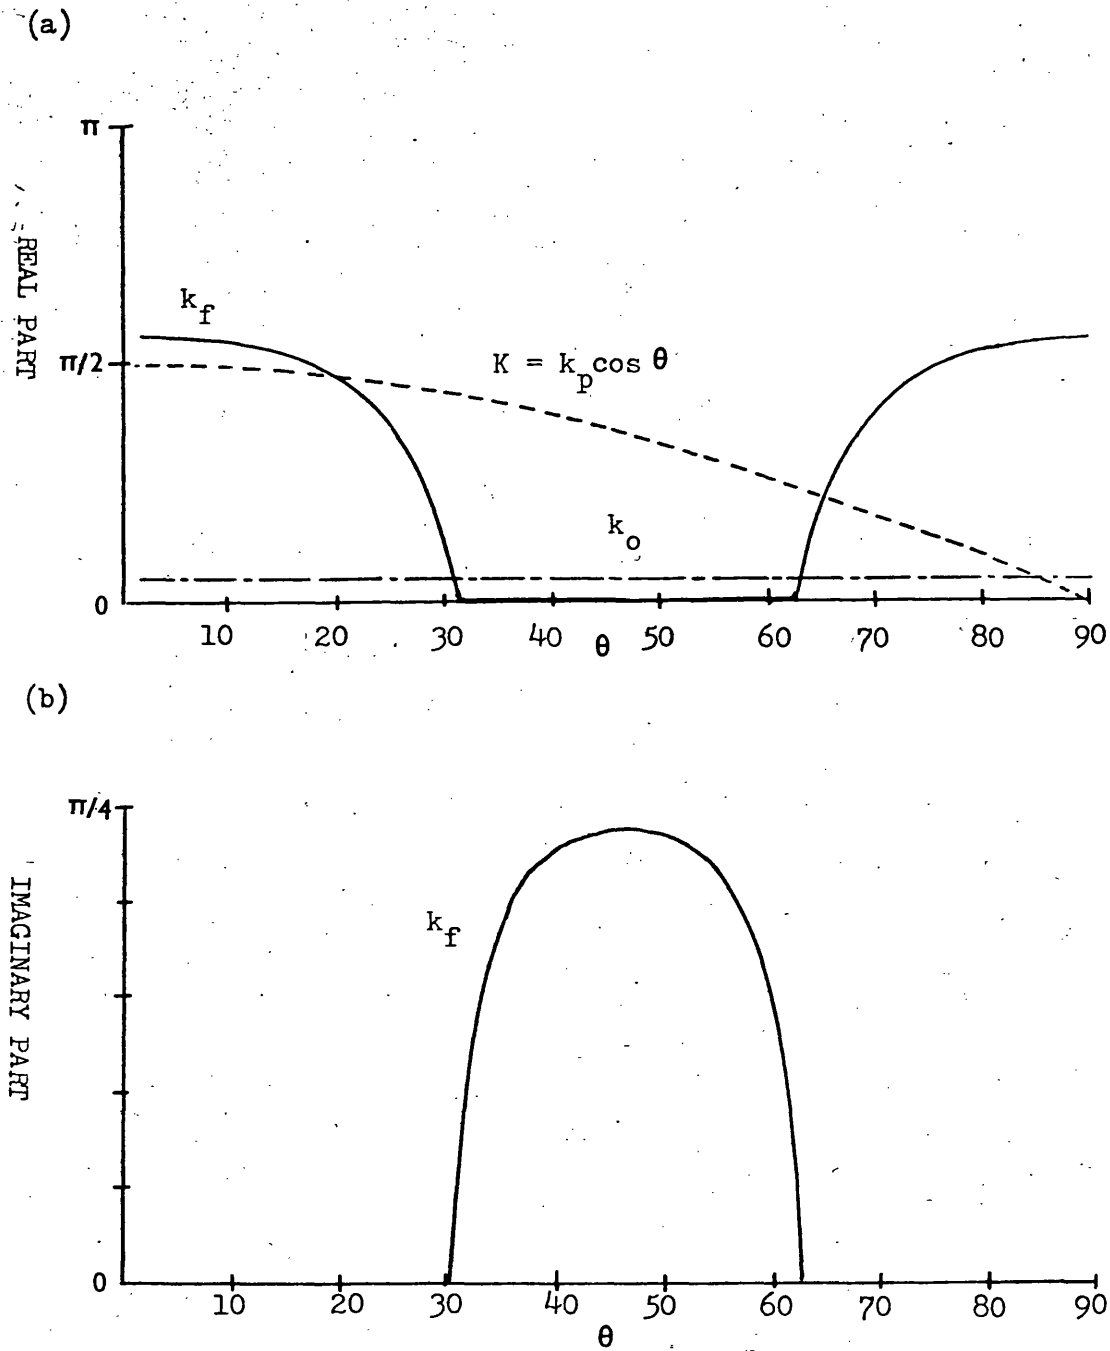 (a)
π
REAL PART
k_f
π/2
K = k_p cos θ
k_o
0
10 20 30 40 50 60 70 80 90
θ
(b)
π/4
IMAGINARY PART
k_f
0
10 20 30 40 50 60 70 80 90
θ